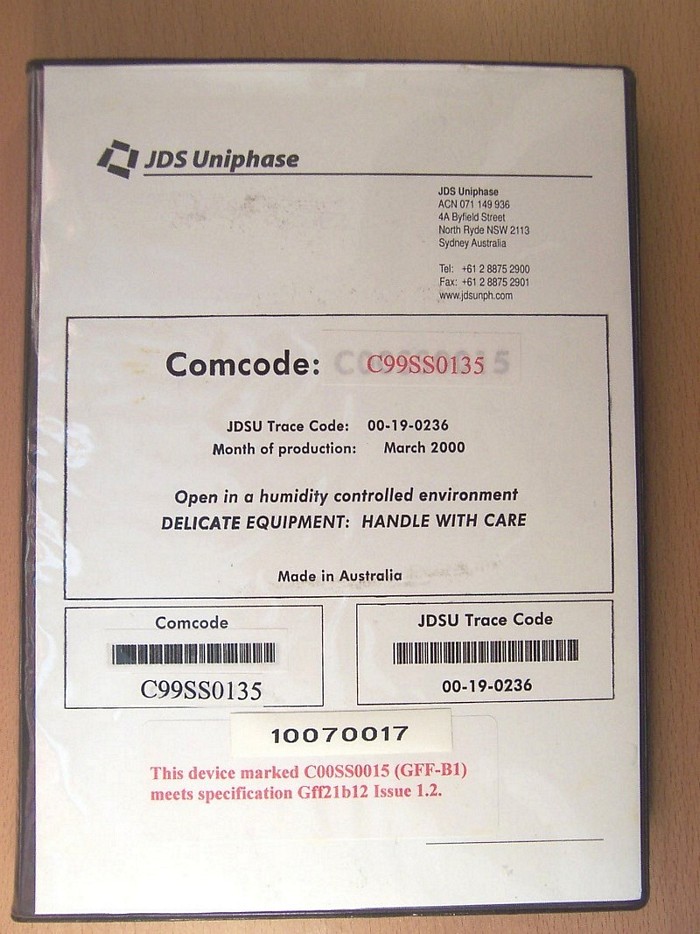 JDS Uniphase
JDS Uniphase
ACN 071 149 936
4A Byfield Street
North Ryde NSW 2113
Sydney Australia
Tel: +61 2 8875 2900
Fax: +61 2 8875 2901
www.jdsunph.com
Comcode: C99SS0135
JDSU Trace Code: 00-19-0236
Month of production: March 2000
Open in a humidity controlled environment
DELICATE EQUIPMENT: HANDLE WITH CARE
Made in Australia
Comcode
C99SS0135
JDSU Trace Code
00-19-0236
10070017
This device marked C00SS0015 (GFF-B1)
meets specification Gff21b12 Issue 1.2.